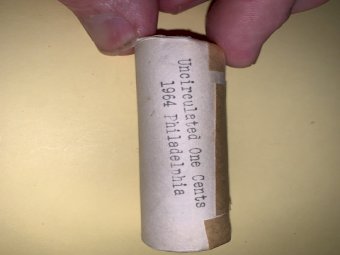 Uncirculated One Cents
1964 Philadelphia